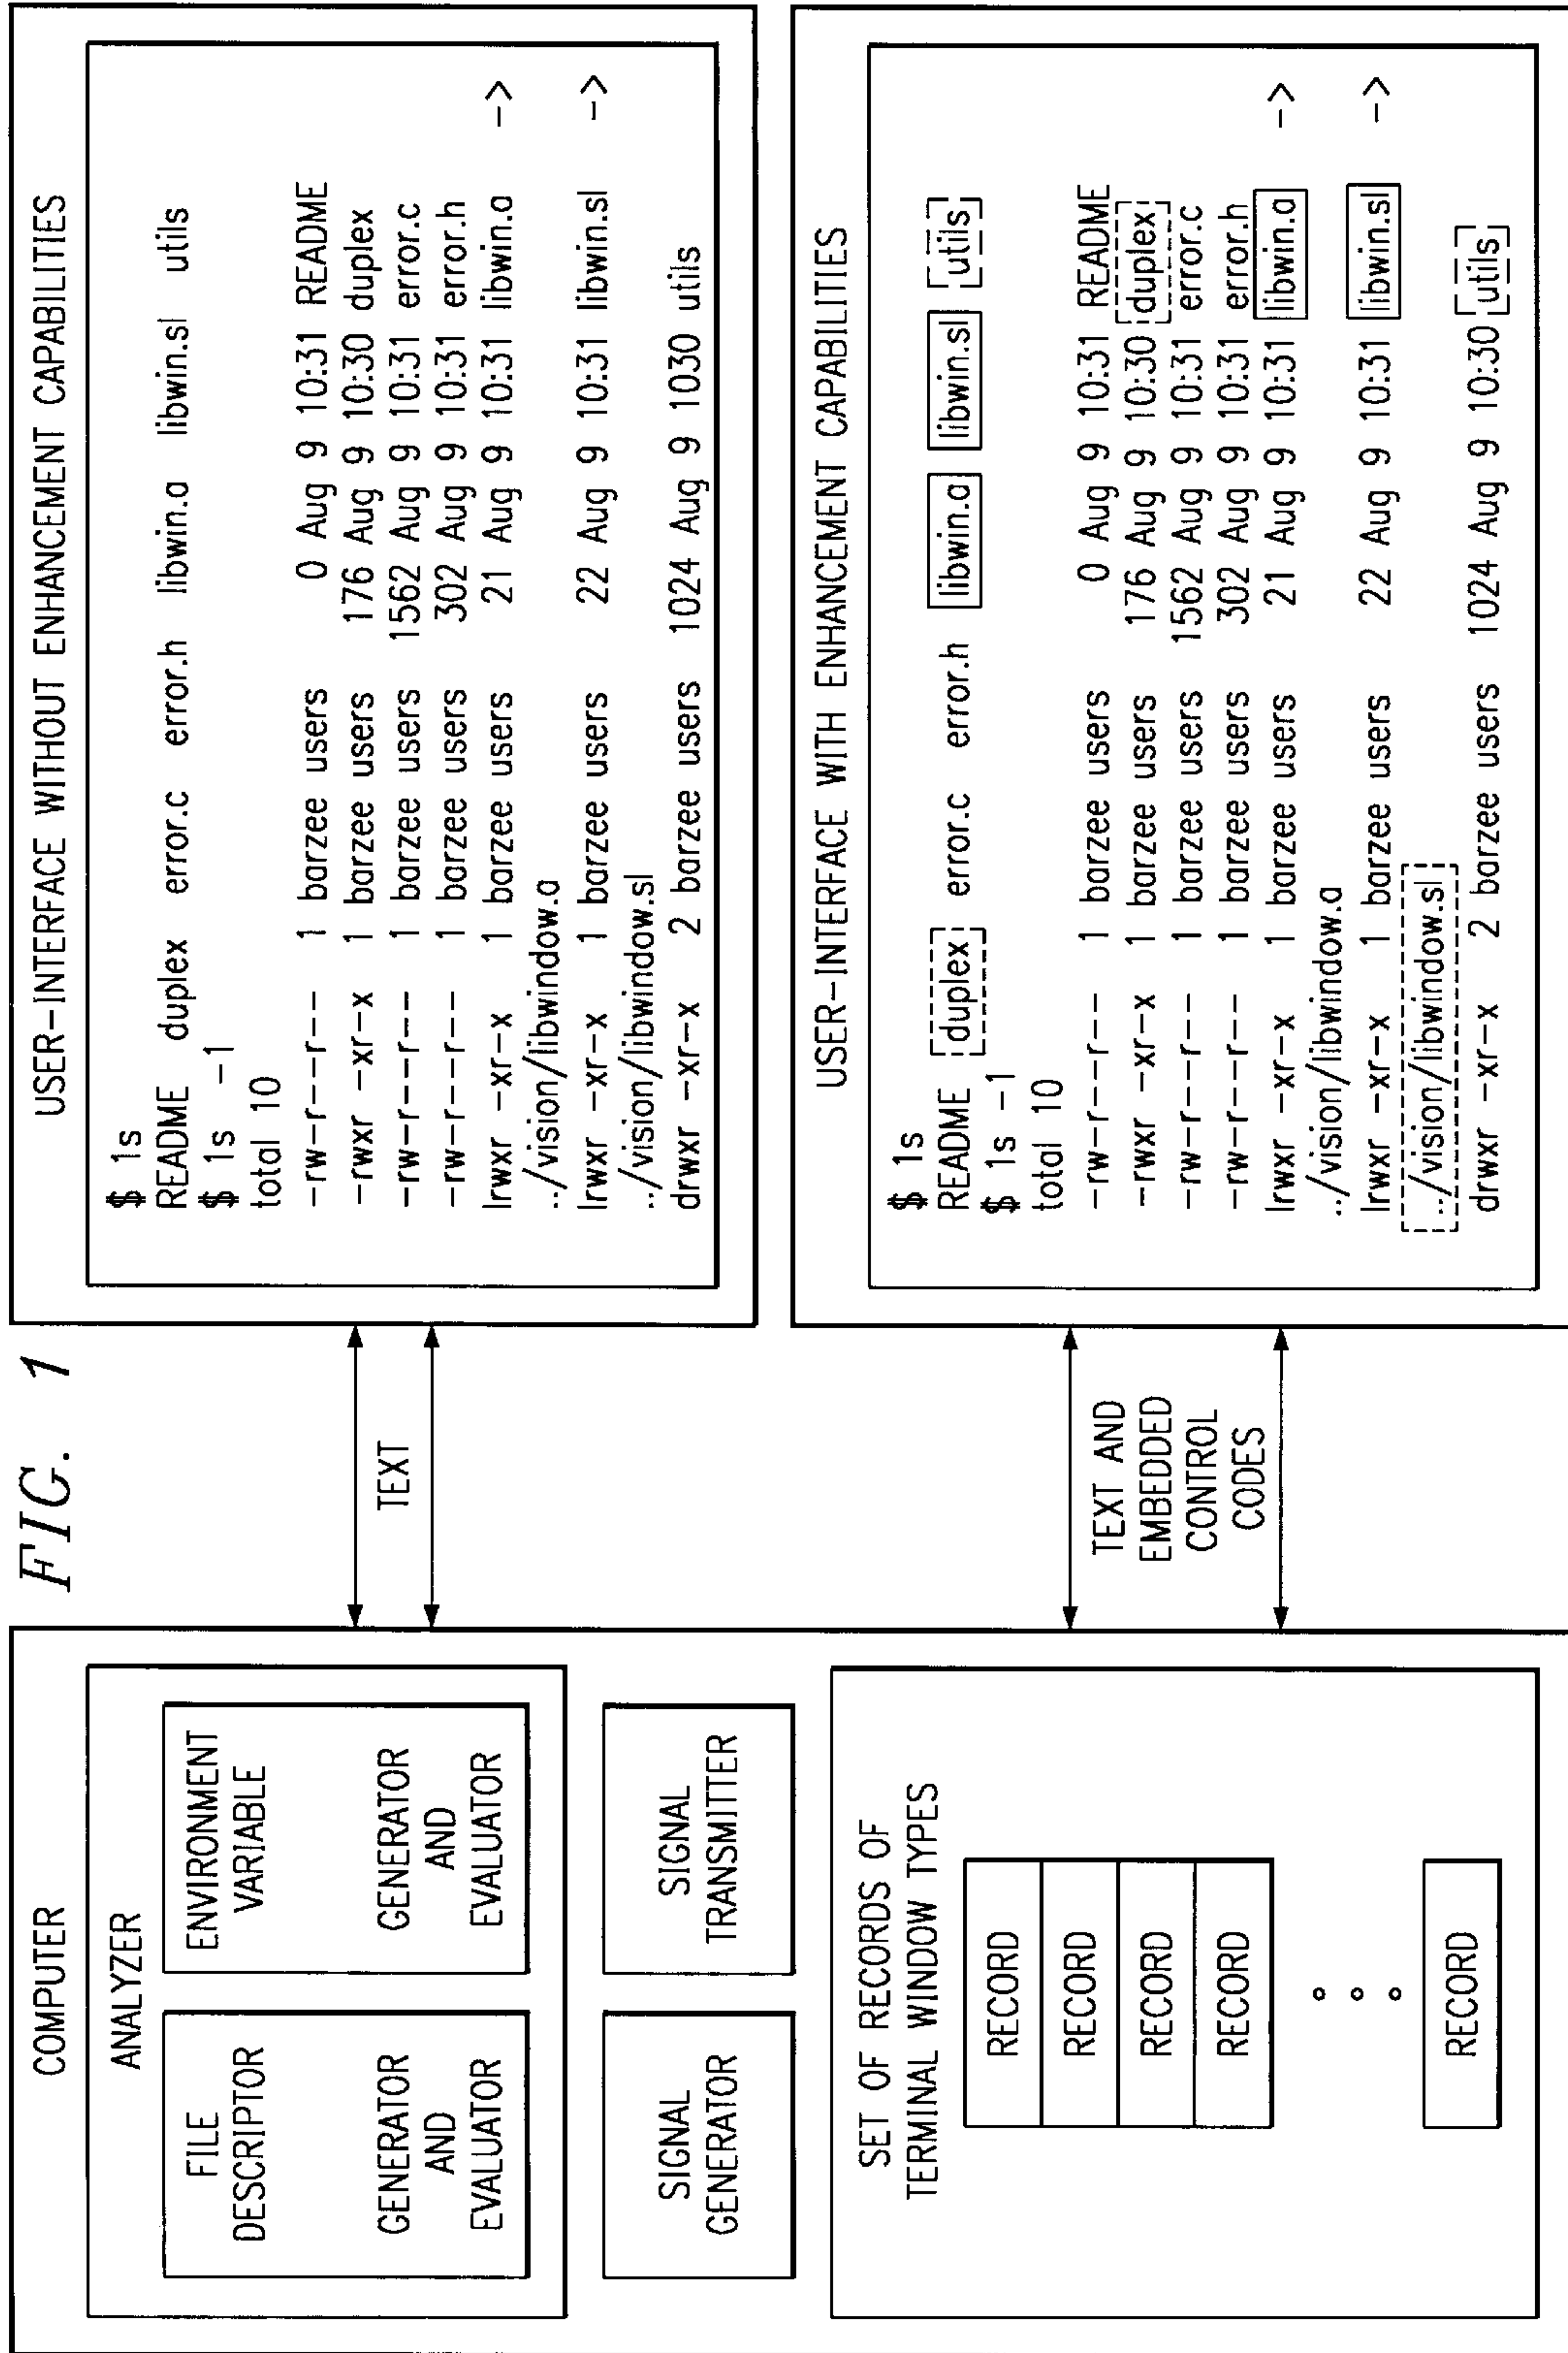 FIG. 1
COMPUTER
ANALYZER
FILE
DESCRIPTOR
GENERATOR
AND
EVALUATOR
ENVIRONMENT
VARIABLE
GENERATOR
AND
EVALUATOR
SIGNAL
GENERATOR
SIGNAL
TRANSMITTER
SET OF RECORDS OF
TERMINAL WINDOW TYPES
RECORD
RECORD
RECORD
RECORD
RECORD
TEXT
TEXT AND
EMBEDDED
CONTROL
CODES
USER-INTERFACE WITHOUT ENHANCEMENT CAPABILITIES
$ 1s
README duplex error.c error.h libwin.a libwin.sl utils
$ 1s -1
total 10
-rw-r---r-- 1 barzee users 0 Aug 9 10:31 README
-rwxr -xr-x 1 barzee users 176 Aug 9 10:30 duplex
-rw-r---r-- 1 barzee users 1562 Aug 9 10:31 error.c
-rw-r---r-- 1 barzee users 302 Aug 9 10:31 error.h
lrwxr -xr-x 1 barzee users 21 Aug 9 10:31 libwin.a ->
../vision/libwindow.a
lrwxr -xr-x 1 barzee users 22 Aug 9 10:31 libwin.sl ->
../vision/libwindow.sl
drwxr -xr-x 2 barzee users 1024 Aug 9 1030 utils
USER-INTERFACE WITH ENHANCEMENT CAPABILITIES
$ 1s
README duplex error.c error.h libwin.a libwin.sl utils
$ 1s -1
total 10
-rw-r---r-- 1 barzee users 0 Aug 9 10:31 README
-rwxr -xr-x 1 barzee users 176 Aug 9 10:30 duplex
-rw-r---r-- 1 barzee users 1562 Aug 9 10:31 error.c
-rw-r---r-- 1 barzee users 302 Aug 9 10:31 error.h
lrwxr -xr-x 1 barzee users 21 Aug 9 10:31 libwin.a ->
../vision/libwindow.a
lrwxr -xr-x 1 barzee users 22 Aug 9 10:31 libwin.sl ->
../vision/libwindow.sl
drwxr -xr-x 2 barzee users 1024 Aug 9 10:30 utils